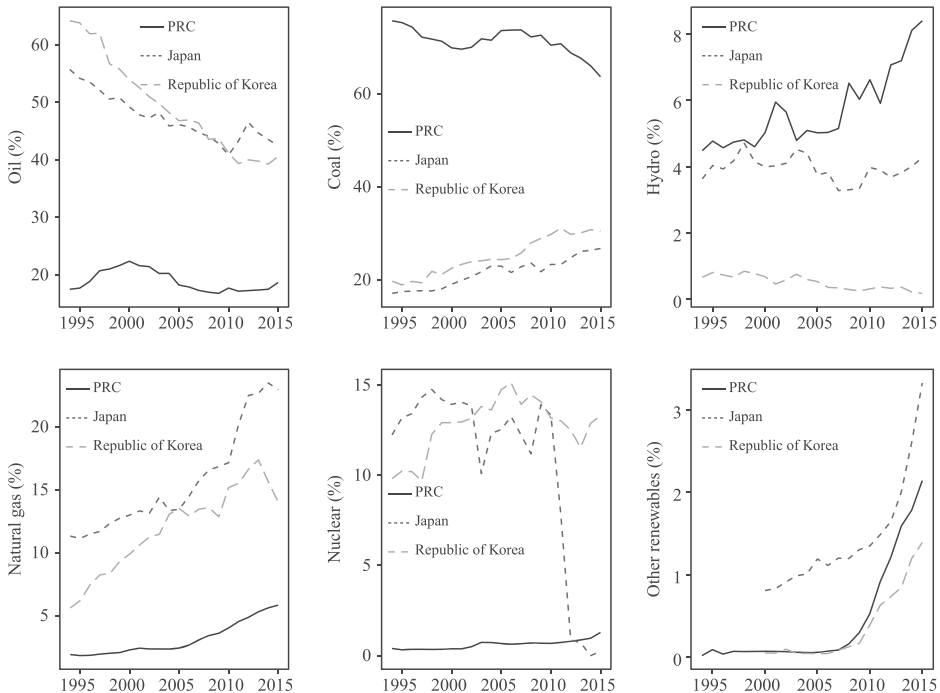 PRC
Japan
Republic of Korea
Oil (%)
60
50
40
30
20
1995 2000 2005 2010 2015
PRC
Japan
Republic of Korea
Coal (%)
60
40
20
1995 2000 2005 2010 2015
PRC
Japan
Republic of Korea
Hydro (%)
8
6
4
2
0
1995 2000 2005 2010 2015
PRC
Japan
Republic of Korea
Natural gas (%)
20
15
10
5
1995 2000 2005 2010 2015
PRC
Japan
Republic of Korea
Nuclear (%)
15
10
5
0
1995 2000 2005 2010 2015
PRC
Japan
Republic of Korea
Other renewables (%)
3
2
1
0
1995 2000 2005 2010 2015